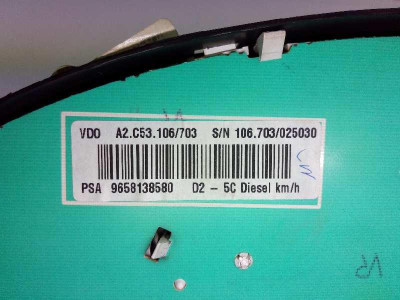 VDO A2.C53.106/703 S/N 106.703/025030
PSA 9658138580 D2 - 5C Diesel km/h